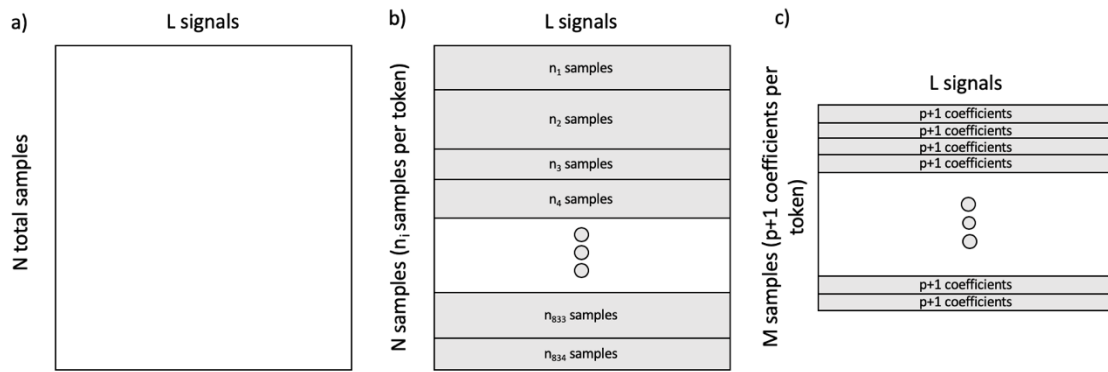 a)
L signals
N total samples
b)
L signals
N samples (nᵢ samples per token)
n₁ samples
n₂ samples
n₃ samples
n₄ samples
n₈₃₃ samples
n₈₃₄ samples
c)
L signals
M samples (p+1 coefficients per
token)
p+1 coefficients
p+1 coefficients
p+1 coefficients
p+1 coefficients
p+1 coefficients
p+1 coefficients